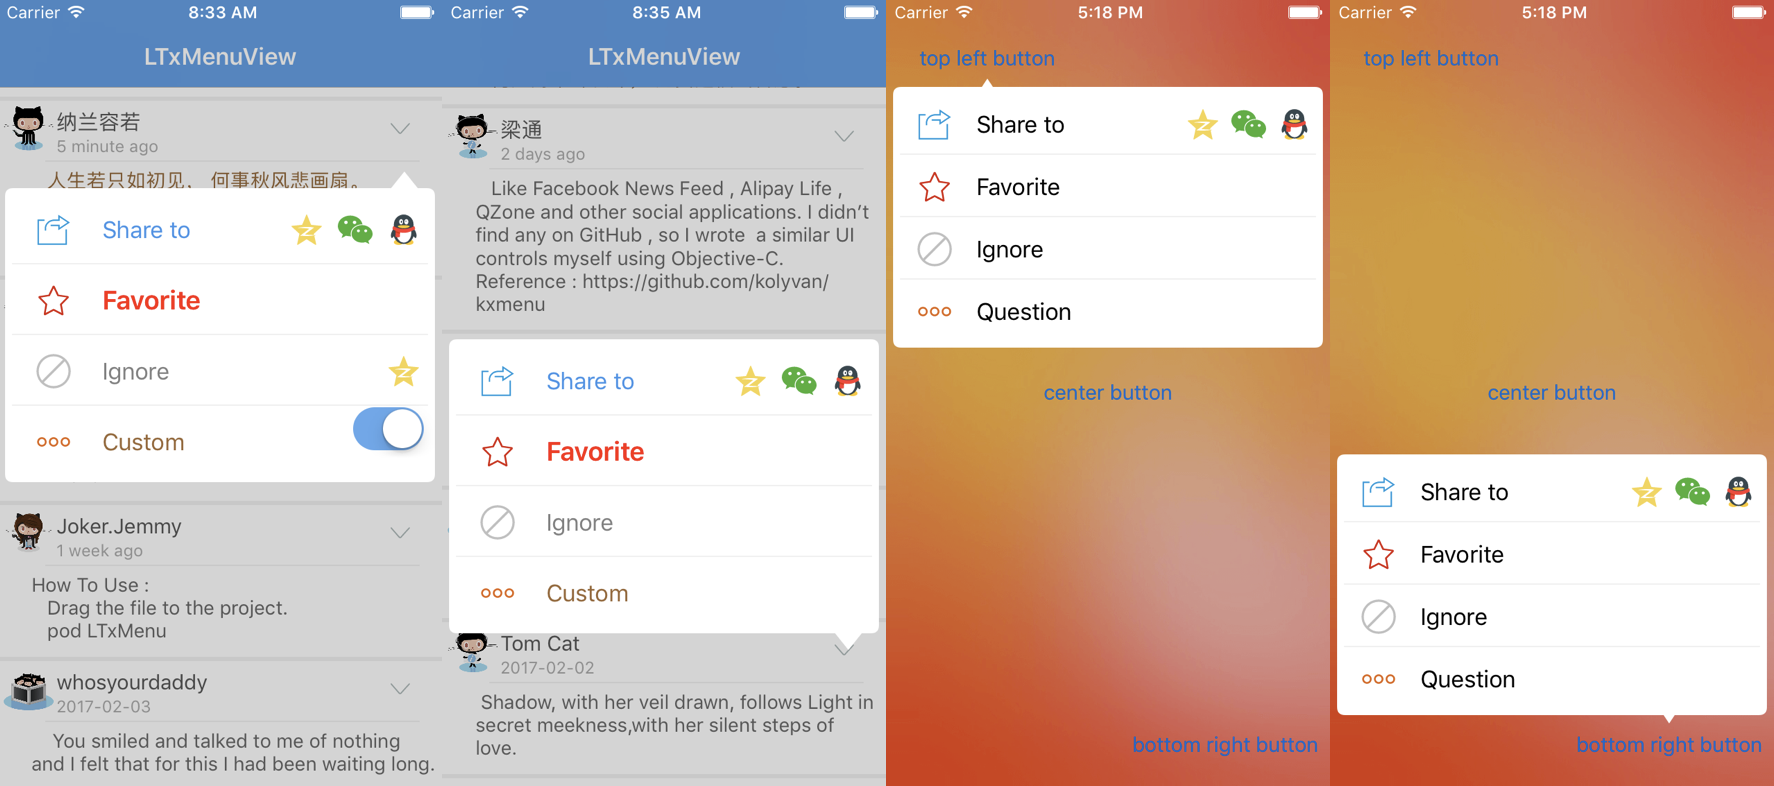 Carrier 8:33 AM
LTxMenuView
纳兰容若
5 minute ago
人生若只如初见， 何事秋风悲画扇。
Share to
Favorite
Ignore
Custom
Joker.Jemmy
1 week ago
How To Use :
Drag the file to the project.
pod LTxMenu
whosyourdaddy
2017-02-03
You smiled and talked to me of nothing
and I felt that for this I had been waiting long.
Carrier 8:35 AM
LTxMenuView
梁通
2 days ago
Like Facebook News Feed , Alipay Life ,
QZone and other social applications. I didn’t
find any on GitHub , so I wrote a similar UI
controls myself using Objective-C.
Reference : https://github.com/kolyvan/
kxmenu
Share to
Favorite
Ignore
Custom
Tom Cat
2017-02-02
Shadow, with her veil drawn, follows Light in
secret meekness,with her silent steps of
love.
Carrier 5:18 PM
top left button
Share to
Favorite
Ignore
Question
center button
bottom right button
Carrier 5:18 PM
top left button
center button
Share to
Favorite
Ignore
Question
bottom right button